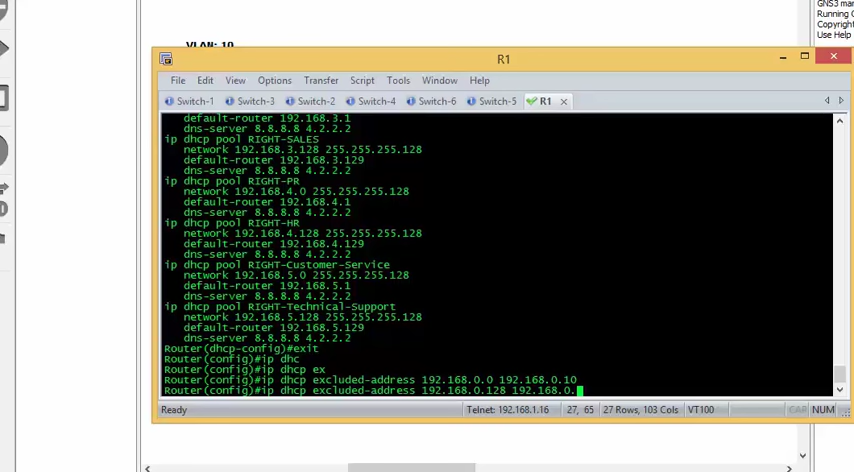 GNS3 ma
Running
Copyright
Use Help
VLAN: 10
R1
File Edit View Options Transfer Script Tools Window Help
Switch-1 Switch-3 Switch-2 Switch-4 Switch-6 Switch-5 R1
default-router 192.168.3.1
dns-server 8.8.8.8 4.2.2.2
ip dhcp pool RIGHT-SALES
network 192.168.3.128 255.255.255.128
default-router 192.168.3.129
dns-server 8.8.8.8 4.2.2.2
ip dhcp pool RIGHT-PR
network 192.168.4.0 255.255.255.128
default-router 192.168.4.1
dns-server 8.8.8.8 4.2.2.2
ip dhcp pool RIGHT-HR
network 192.168.4.128 255.255.255.128
default-router 192.168.4.129
dns-server 8.8.8.8 4.2.2.2
ip dhcp pool RIGHT-Customer-Service
network 192.168.5.0 255.255.255.128
default-router 192.168.5.1
dns-server 8.8.8.8 4.2.2.2
ip dhcp pool RIGHT-Technical-Support
network 192.168.5.128 255.255.255.128
default-router 192.168.5.129
dns-server 8.8.8.8 4.2.2.2
Router(dhcp-config)#exit
Router(config)#ip dhc
Router(config)#ip dhcp ex
Router(config)#ip dhcp excluded-address 192.168.0.0 192.168.0.10
Router(config)#ip dhcp excluded-address 192.168.0.128 192.168.0.
Ready Telnet: 192.168.1.16 27, 65 27 Rows, 103 Cols VT100 CAP NUM